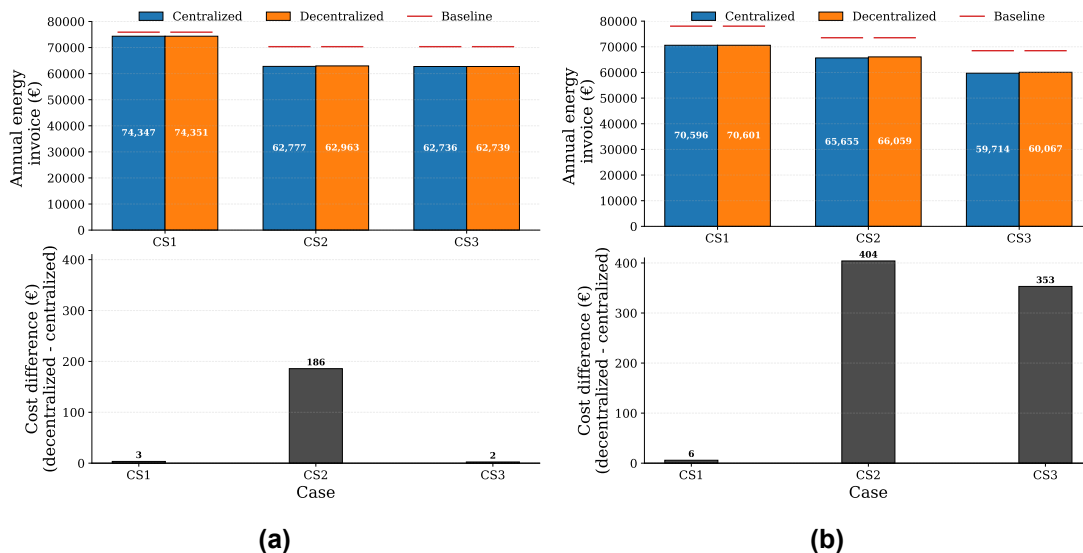 Centralized Decentralized Baseline
80000
70000
60000
50000
40000
30000
20000
10000
0
Annual energy
invoice (€)
74,347 74,351 62,777 62,963 62,736 62,739
CS1 CS2 CS3
400
300
200
100
0
Cost difference (€)
(decentralized - centralized)
3 186 2
CS1 CS2 CS3
Case
(a)
Centralized Decentralized Baseline
80000
70000
60000
50000
40000
30000
20000
10000
0
Annual energy
invoice (€)
70,596 70,601 65,655 66,059 59,714 60,067
CS1 CS2 CS3
400
300
200
100
0
Cost difference (€)
(decentralized - centralized)
6 404 353
CS1 CS2 CS3
Case
(b)